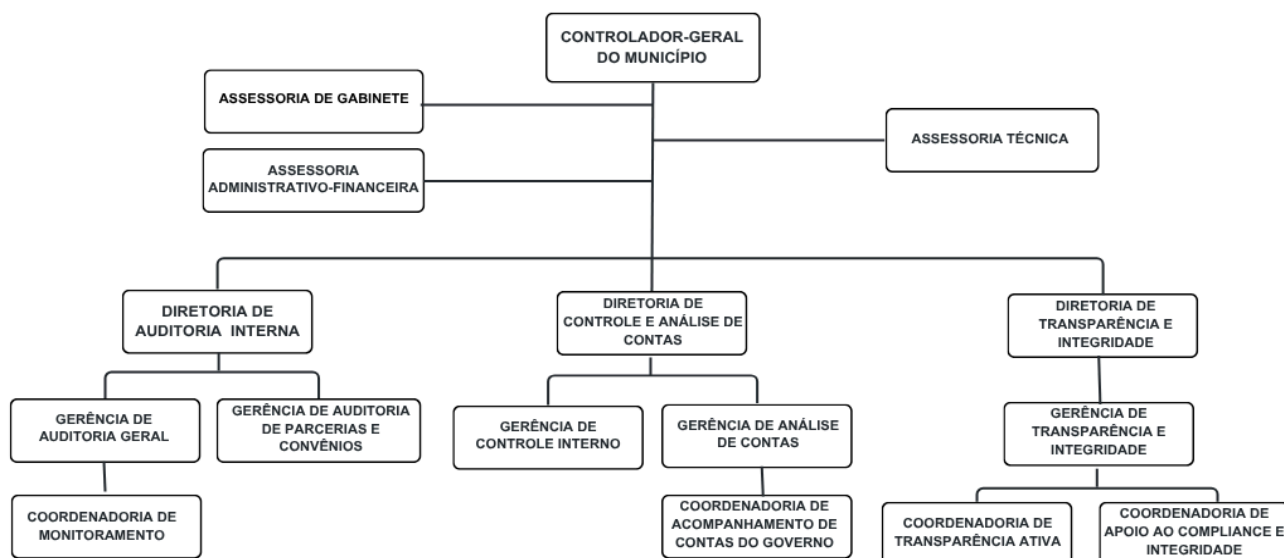 CONTROLADOR-GERAL
DO MUNICÍPIO
ASSESSORIA DE GABINETE
ASSESSORIA TÉCNICA
ASSESSORIA
ADMINISTRATIVO-FINANCEIRA
DIRETORIA DE
AUDITORIA INTERNA
DIRETORIA DE
CONTROLE E ANÁLISE DE
CONTAS
DIRETORIA DE
TRANSPARÊNCIA E
INTEGRIDADE
GERÊNCIA DE
AUDITORIA GERAL
GERÊNCIA DE AUDITORIA
DE PARCERIAS E
CONVÊNIOS
GERÊNCIA DE
CONTROLE INTERNO
GERÊNCIA DE ANÁLISE
DE CONTAS
GERÊNCIA DE
TRANSPARÊNCIA E
INTEGRIDADE
COORDENADORIA DE
MONITORAMENTO
COORDENADORIA DE
ACOMPANHAMENTO DE
CONTAS DO GOVERNO
COORDENADORIA DE
TRANSPARÊNCIA ATIVA
COORDENADORIA DE
APOIO AO COMPLIANCE E
INTEGRIDADE